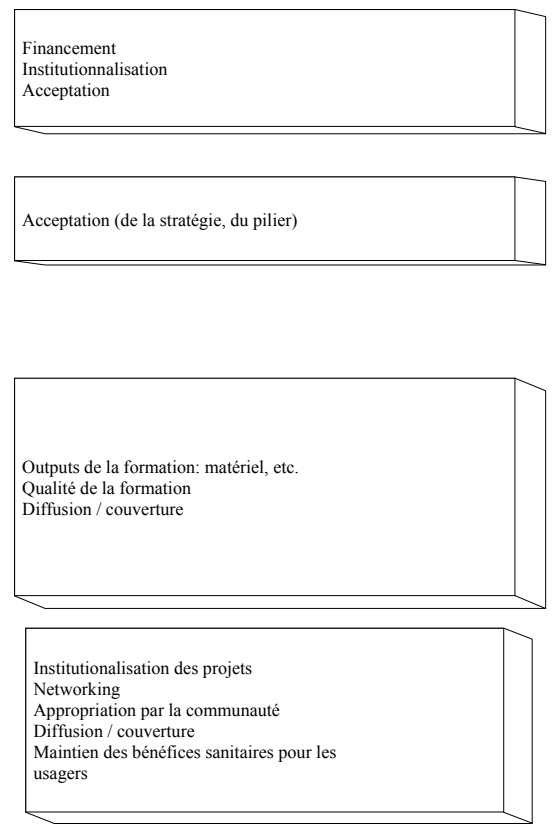 Financement
Institutionnalisation
Acceptation
Acceptation (de la stratégie, du pilier)
Outputs de la formation: matériel, etc.
Qualité de la formation
Diffusion / couverture
Institutionalisation des projets
Networking
Appropriation par la communauté
Diffusion / couverture
Maintien des bénéfices sanitaires pour les
usagers